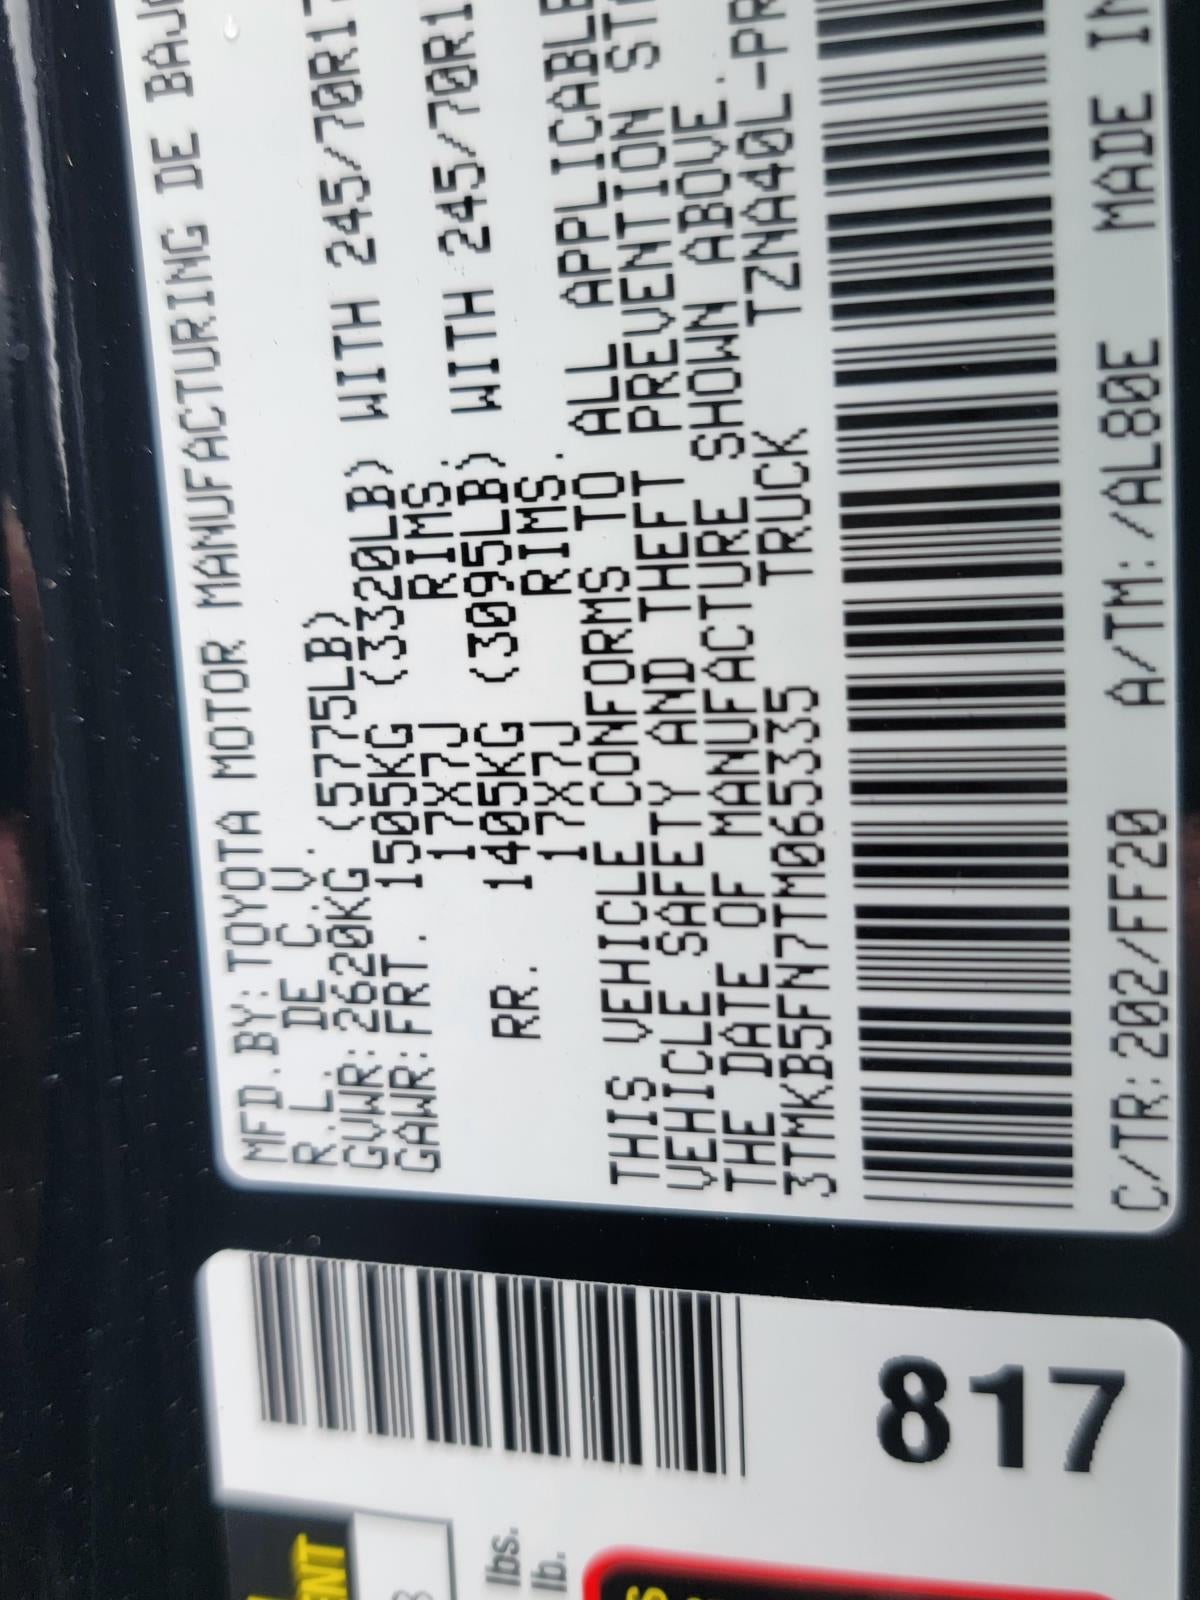 MFD.BY:TOYOTA MOTOR MANUFACTURING DE BAJ
R.L. DE C.V.
GVWR:2620KG (5775LB)
GAWR:FRT. 1505KG (3320LB) WITH 245/70R17
17X7J RIMS.
RR. 1405KG (3095LB) WITH 245/70R1
17X7J RIMS.
THIS VEHICLE CONFORMS TO ALL APPLICABLE
VEHICLE SAFETY AND THEFT PREVENTION ST
THE DATE OF MANUFACTURE SHOWN ABOVE.
3TMKB5FN7TM065335 TRUCK TZNA40L-PR
C/TR:202/FF20 A/TM:/AL80E MADE IN
817
lbs.
lb.